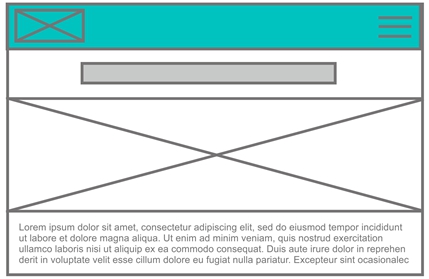 Lorem ipsum dolor sit amet, consectetur adipiscing elit, sed do eiusmod tempor incididunt
ut labore et dolore magna aliqua. Ut enim ad minim veniam, quis nostrud exercitation
ullamco laboris nisi ut aliquip ex ea commodo consequat. Duis aute irure dolor in reprehen
derit in voluptate velit esse cillum dolore eu fugiat nulla pariatur. Excepteur sint ocasionalec